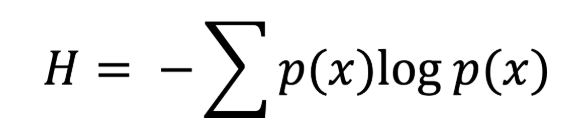 H = − ∑ p(x)log p(x)